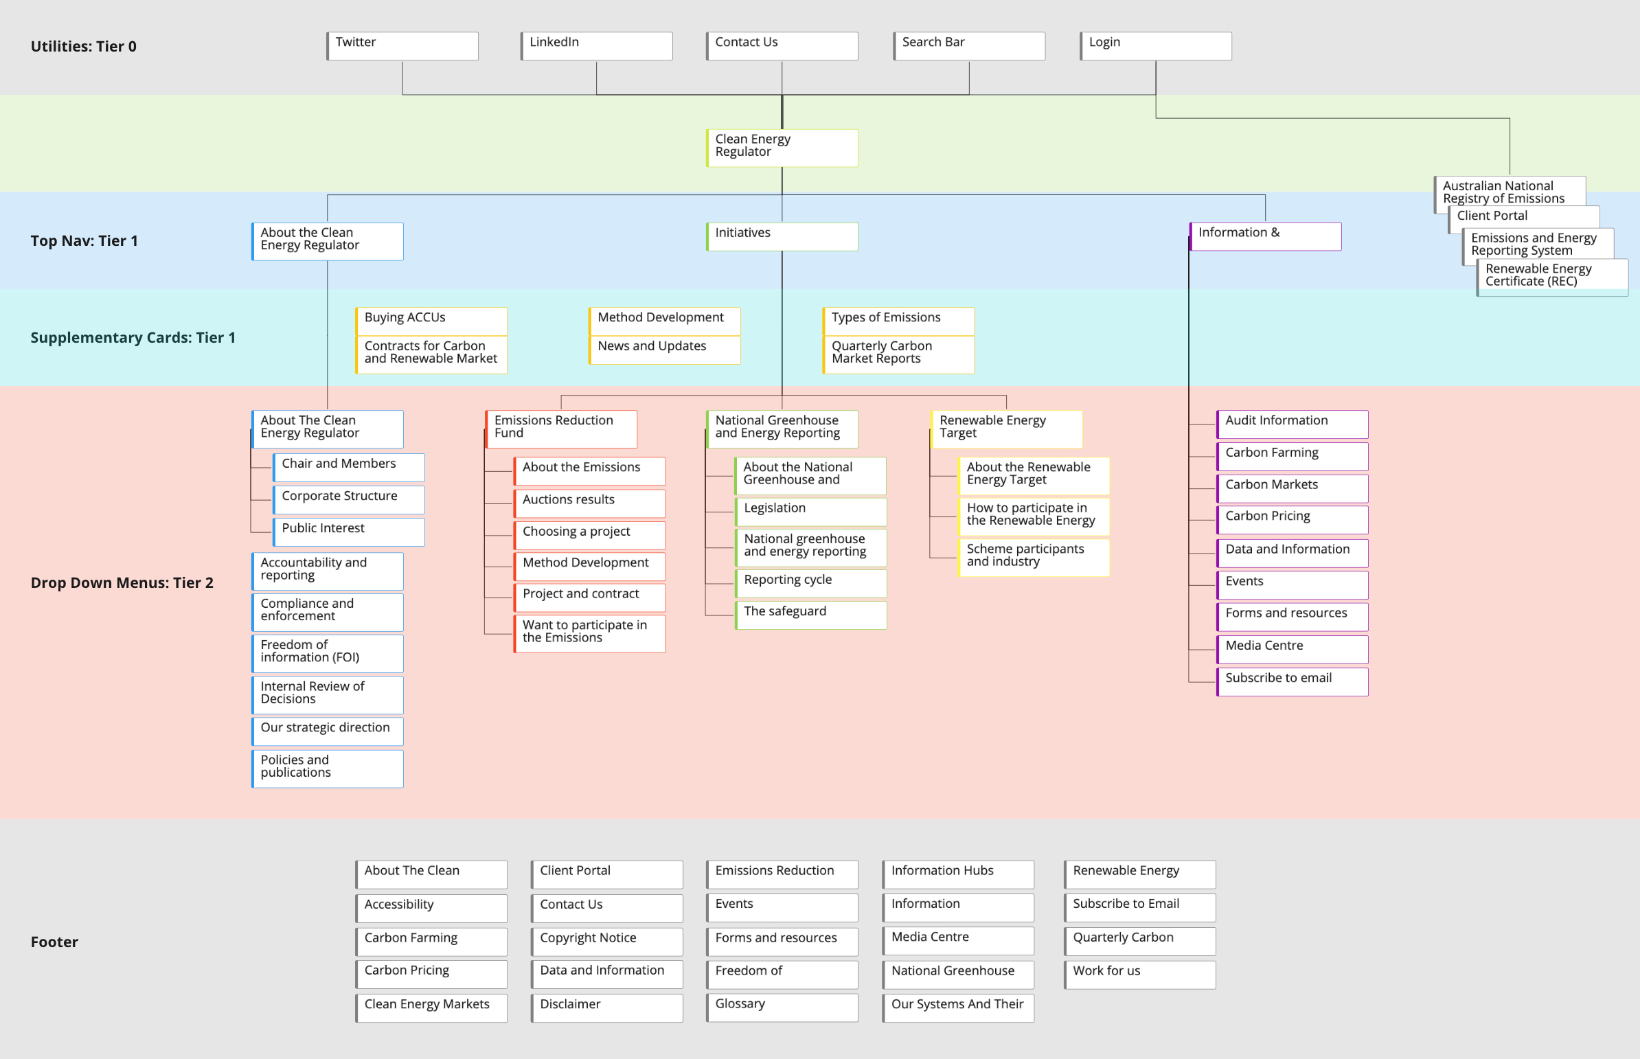 Utilities: Tier 0
Twitter
LinkedIn
Contact Us
Search Bar
Login
Clean Energy
Regulator
Australian National
Registry of Emissions
Client Portal
Emissions and Energy
Reporting System
Renewable Energy
Certificate (REC)
Top Nav: Tier 1
About the Clean
Energy Regulator
Initiatives
Information &
Supplementary Cards: Tier 1
Buying ACCUs
Contracts for Carbon
and Renewable Market
Method Development
News and Updates
Types of Emissions
Quarterly Carbon
Market Reports
Drop Down Menus: Tier 2
About The Clean
Energy Regulator
Chair and Members
Corporate Structure
Public Interest
Accountability and
reporting
Compliance and
enforcement
Freedom of
information (FOI)
Internal Review of
Decisions
Our strategic direction
Policies and
publications
Emissions Reduction
Fund
About the Emissions
Auctions results
Choosing a project
Method Development
Project and contract
Want to participate in
the Emissions
National Greenhouse
and Energy Reporting
About the National
Greenhouse and
Legislation
National greenhouse
and energy reporting
Reporting cycle
The safeguard
Renewable Energy
Target
About the Renewable
Energy Target
How to participate in
the Renewable Energy
Scheme participants
and industry
Audit Information
Carbon Farming
Carbon Markets
Carbon Pricing
Data and Information
Events
Forms and resources
Media Centre
Subscribe to email
Footer
About The Clean
Accessibility
Carbon Farming
Carbon Pricing
Clean Energy Markets
Client Portal
Contact Us
Copyright Notice
Data and Information
Disclaimer
Emissions Reduction
Events
Forms and resources
Freedom of
Glossary
Information Hubs
Information
Media Centre
National Greenhouse
Our Systems And Their
Renewable Energy
Subscribe to Email
Quarterly Carbon
Work for us